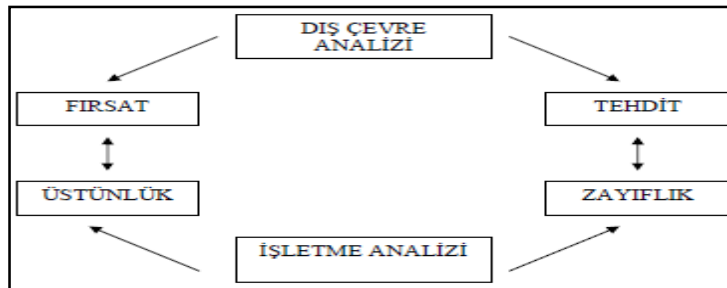 DIŞ ÇEVRE
ANALİZİ
FIRSAT
TEHDİT
ÜSTÜNLÜK
ZAYIFLIK
İŞLETME ANALİZİ